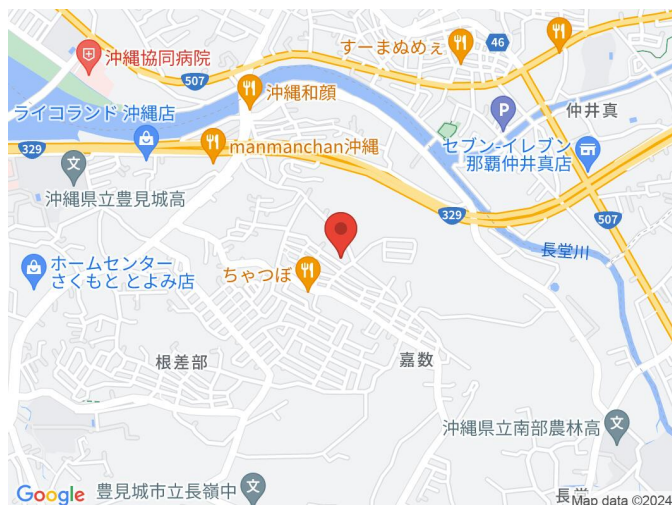 沖縄協同病院
すーまぬめぇ
46
507
沖縄和顔
仲井真
ライコランド 沖縄店
P
manmanchan沖縄
セブン-イレブン
那覇仲井真店
329
沖縄県立豊見城高
329
507
長堂川
ホームセンター
さくもと とよみ店
ちゃつぼ
根差部
嘉数
沖縄県立南部農林高
豊見城市立長嶺中
長堂
Google
Map data ©2024